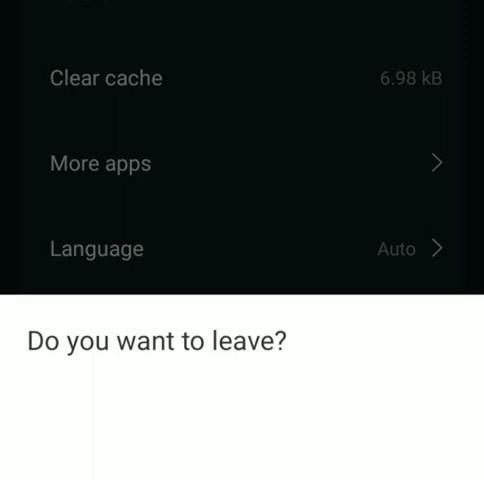 Clear cache 6.98 kB
More apps
Language Auto
Do you want to leave?